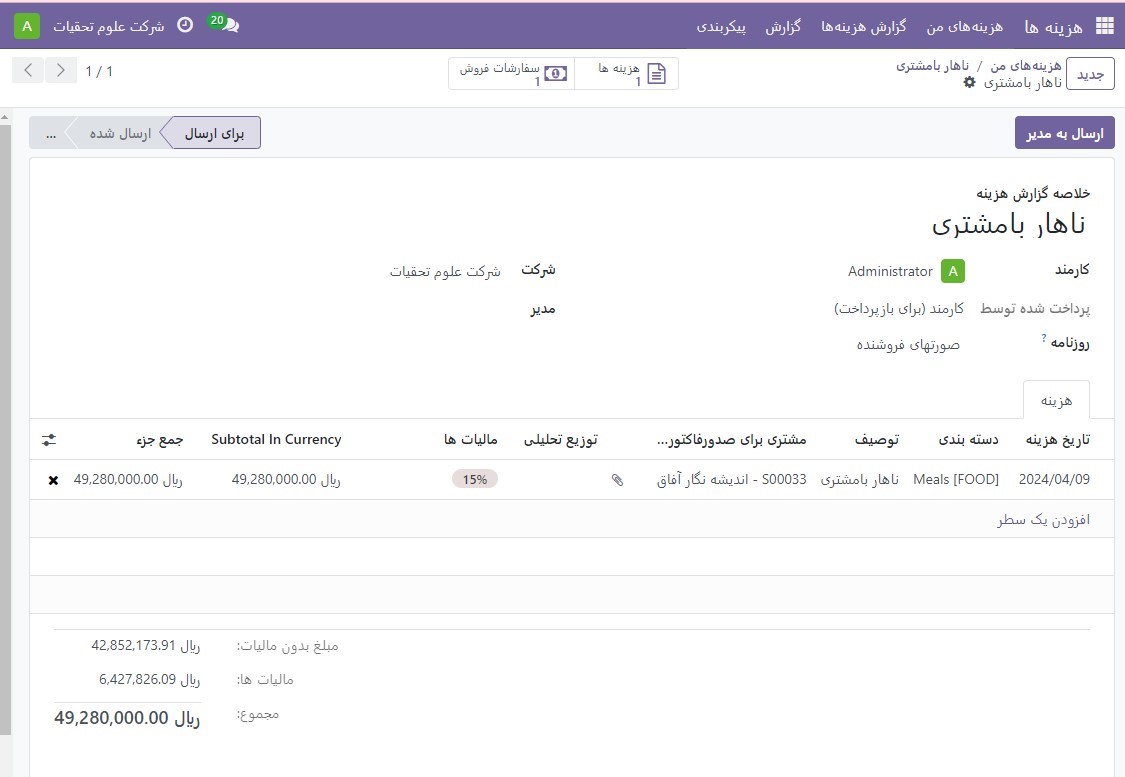 هزینه ها هزینه‌های من گزارش هزینه‌ها گزارش پیکربندی 20 شرکت علوم تحقیات A
جدید
هزینه‌های من / ناهار بامشتری
ناهار بامشتری
هزینه ها
1
سفارشات فروش
1
1 / 1
ارسال به مدیر
برای ارسال ارسال شده ...
خلاصه گزارش هزینه
ناهار بامشتری
کارمند A Administrator
شرکت شرکت علوم تحقیات
پرداخت شده توسط کارمند (برای بازپرداخت)
مدیر
روزنامه ? صورتهای فروشنده
هزینه
تاریخ هزینه دسته بندی توصیف مشتری برای صدورفاکتور... توزیع تحلیلی مالیات ها Subtotal In Currency جمع جزء
2024/04/09 [FOOD] Meals ناهار بامشتری S00033 - اندیشه نگار آفاق 15% ریال 49,280,000.00 ریال 49,280,000.00
افزودن یک سطر
مبلغ بدون مالیات: ریال 42,852,173.91
مالیات ها: ریال 6,427,826.09
مجموع: ریال 49,280,000.00